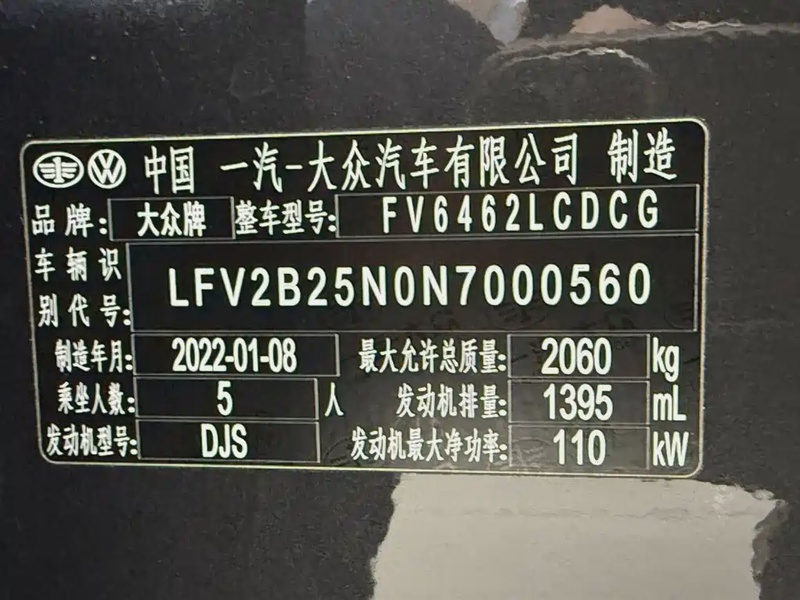 中国 一汽-大众汽车有限公司 制造
品牌: 大众牌 整车型号: FV6462LCDCG
车辆识别代号: LFV2B25N0N7000560
制造年月: 2022-01-08 最大允许总质量: 2060 kg
乘坐人数: 5 人 发动机排量: 1395 mL
发动机型号: DJS 发动机最大净功率: 110 kW